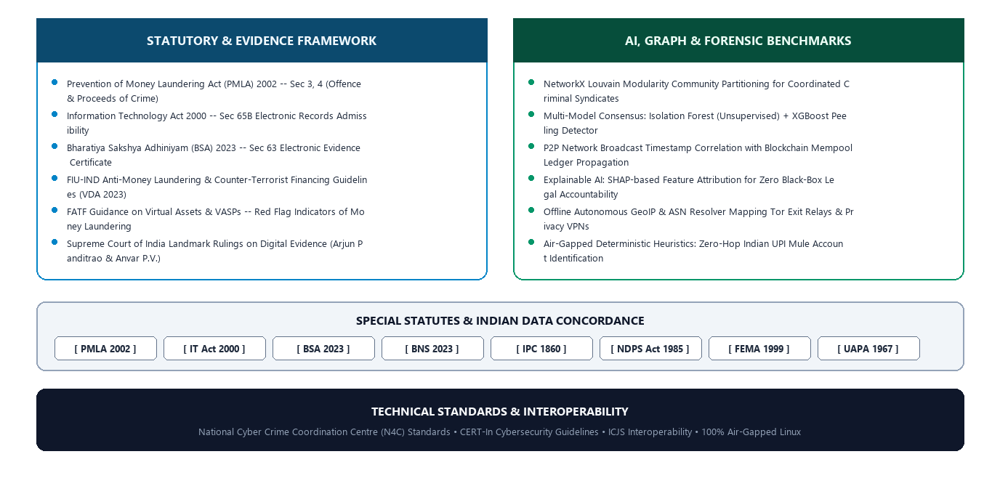 STATUTORY & EVIDENCE FRAMEWORK
Prevention of Money Laundering Act (PMLA) 2002 -- Sec 3, 4 (Offence
& Proceeds of Crime)
Information Technology Act 2000 -- Sec 65B Electronic Records Admiss
ibility
Bharatiya Sakshya Adhiniyam (BSA) 2023 -- Sec 63 Electronic Evidence
Certificate
FIU-IND Anti-Money Laundering & Counter-Terrorist Financing Guidelin
es (VDA 2023)
FATF Guidance on Virtual Assets & VASPs -- Red Flag Indicators of Mo
ney Laundering
Supreme Court of India Landmark Rulings on Digital Evidence (Arjun P
anditrao & Anvar P.V.)
AI, GRAPH & FORENSIC BENCHMARKS
NetworkX Louvain Modularity Community Partitioning for Coordinated C
riminal Syndicates
Multi-Model Consensus: Isolation Forest (Unsupervised) + XGBoost Pee
ling Detector
P2P Network Broadcast Timestamp Correlation with Blockchain Mempool
Ledger Propagation
Explainable AI: SHAP-based Feature Attribution for Zero Black-Box Le
gal Accountability
Offline Autonomous GeoIP & ASN Resolver Mapping Tor Exit Relays & Pr
ivacy VPNs
Air-Gapped Deterministic Heuristics: Zero-Hop Indian UPI Mule Accoun
t Identification
SPECIAL STATUTES & INDIAN DATA CONCORDANCE
[ PMLA 2002 ] [ IT Act 2000 ] [ BSA 2023 ] [ BNS 2023 ] [ IPC 1860 ] [ NDPS Act 1985 ] [ FEMA 1999 ] [ UAPA 1967 ]
TECHNICAL STANDARDS & INTEROPERABILITY
National Cyber Crime Coordination Centre (N4C) Standards • CERT-In Cybersecurity Guidelines • ICJS Interoperability • 100% Air-Gapped Linux